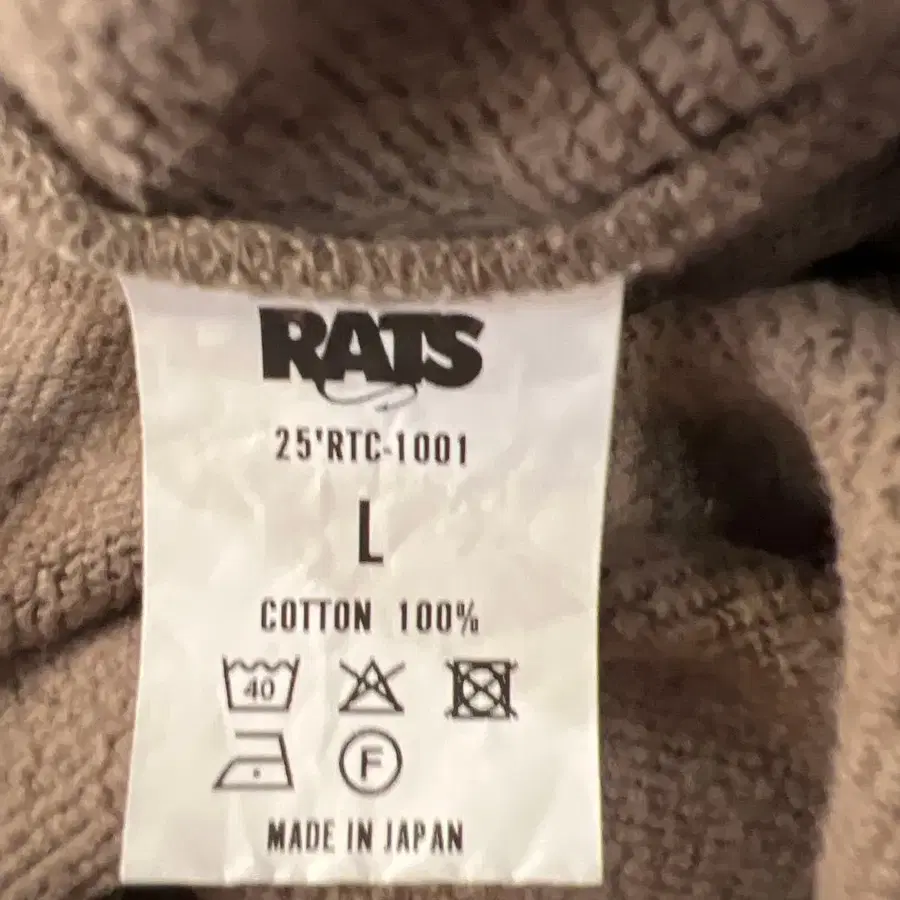 RATS
25'RTC-1001
L
COTTON 100%
40
F
MADE IN JAPAN